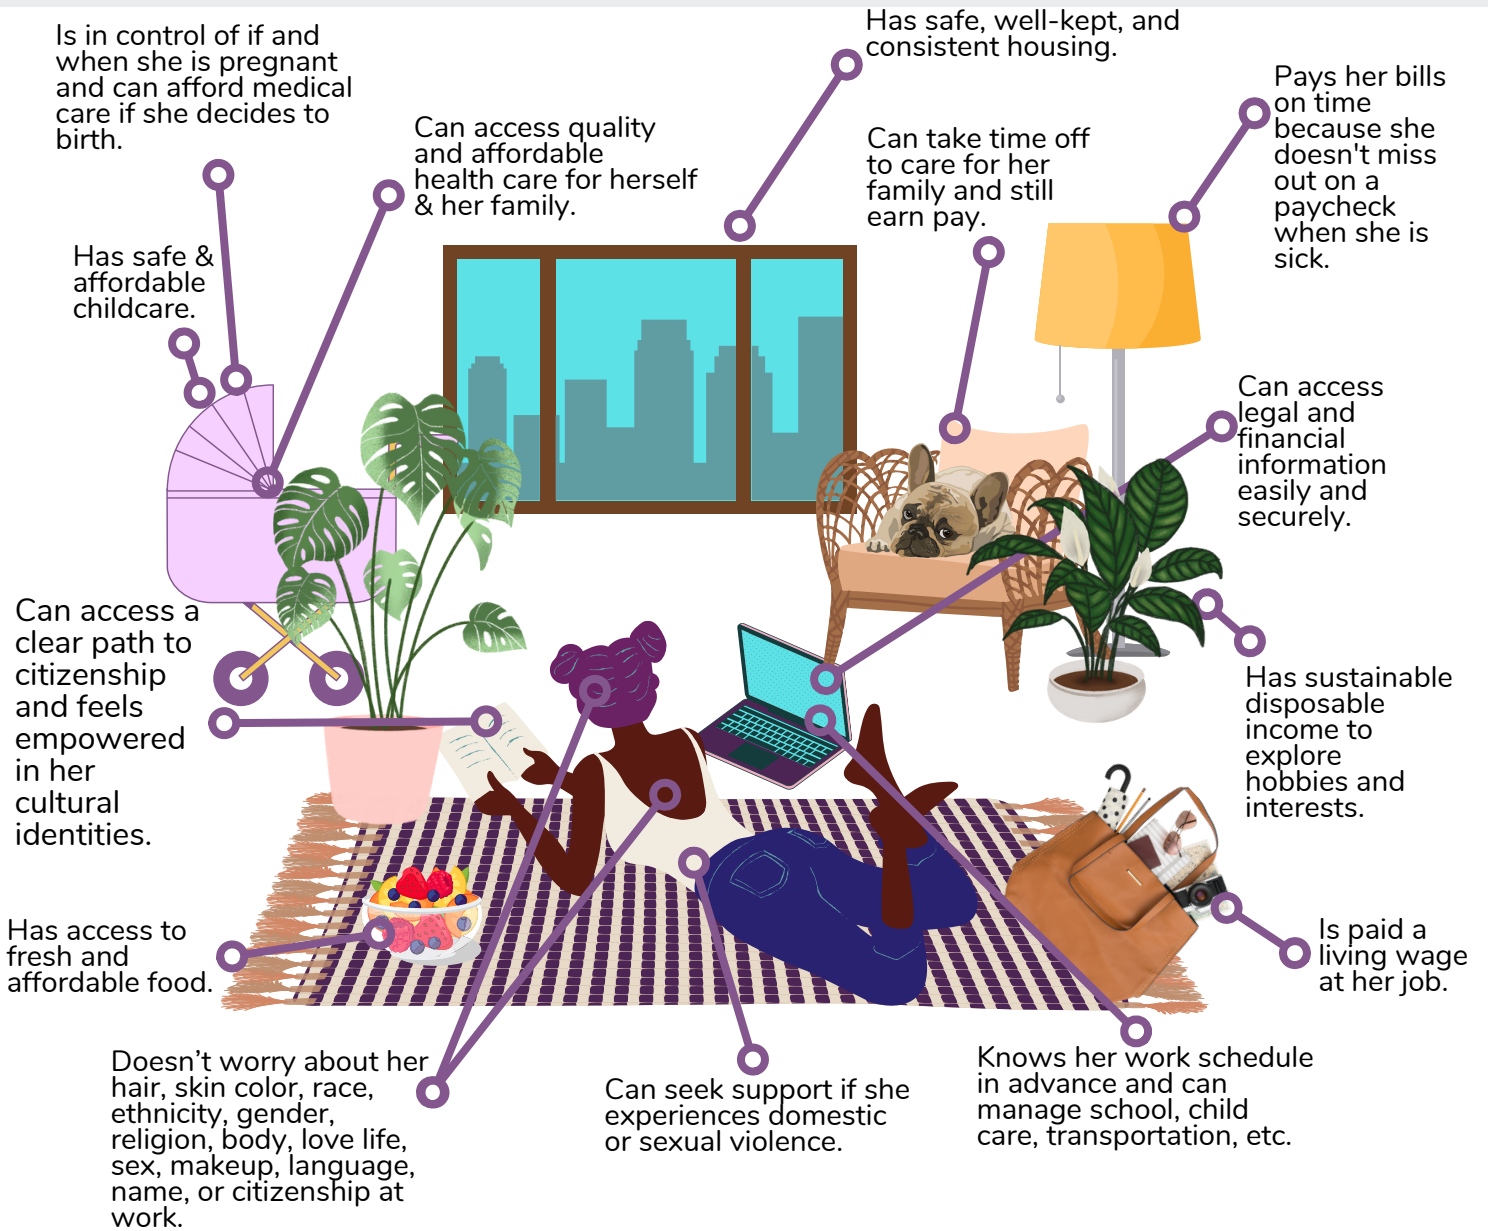 Is in control of if and
when she is pregnant
and can afford medical
care if she decides to
birth.
Has safe, well-kept, and
consistent housing.
Pays her bills
on time
because she
doesn't miss
out on a
paycheck
when she is
sick.
Can access quality
and affordable
health care for herself
& her family.
Can take time off
to care for her
family and still
earn pay.
Has safe &
affordable
childcare.
Can access
legal and
financial
information
easily and
securely.
Can access a
clear path to
citizenship
and feels
empowered
in her
cultural
identities.
Has sustainable
disposable
income to
explore
hobbies and
interests.
Has access to
fresh and
affordable food.
Is paid a
living wage
at her job.
Doesn’t worry about her
hair, skin color, race,
ethnicity, gender,
religion, body, love life,
sex, makeup, language,
name, or citizenship at
work.
Can seek support if she
experiences domestic
or sexual violence.
Knows her work schedule
in advance and can
manage school, child
care, transportation, etc.